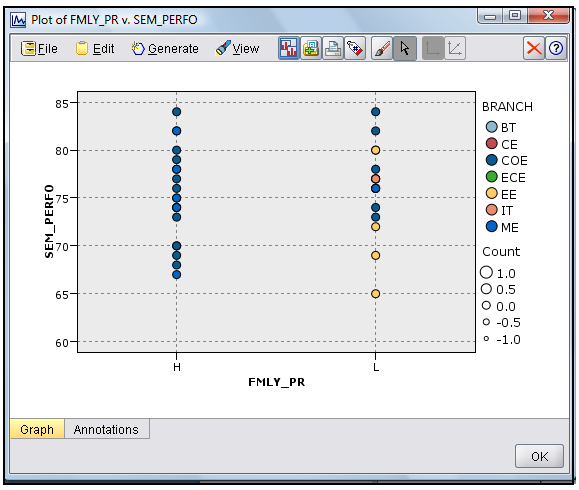 Plot of FMLY_PR v. SEM_PERFO
File Edit Generate View
85
80
75
70
65
60
SEM_PERFO
H L
FMLY_PR
BRANCH
BT
CE
COE
ECE
EE
IT
ME
Count
1.0
0.5
0.0
-0.5
-1.0
Graph Annotations
OK